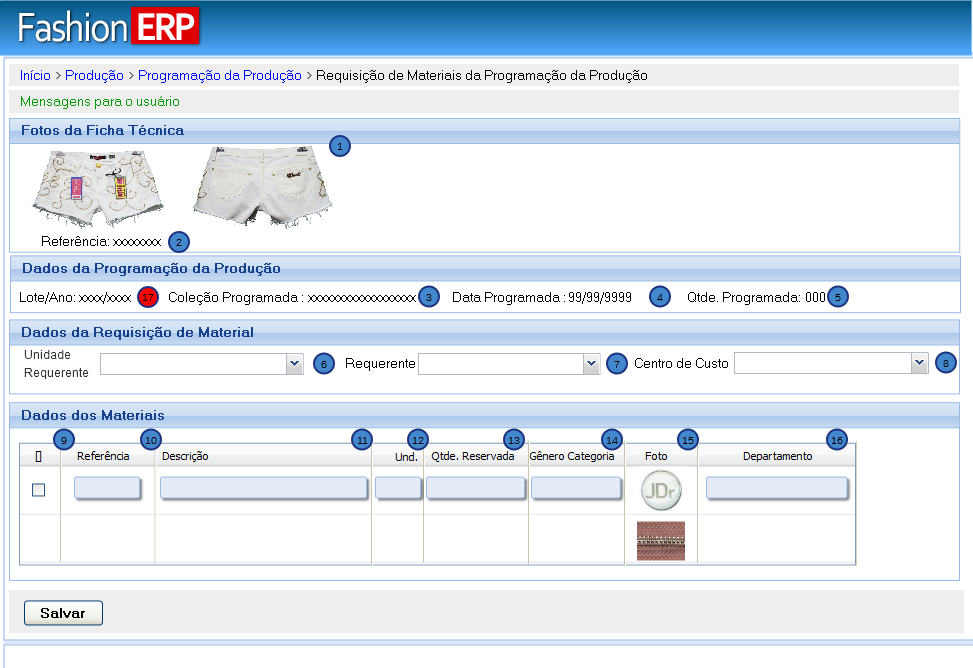 Fashion ERP
Início > Produção > Programação da Produção > Requisição de Materiais da Programação da Produção
Mensagens para o usuário
Fotos da Ficha Técnica
1
Referência: xxxxxxxx 2
Dados da Programação da Produção
Lote/Ano: xxxx/xxxx 17 Coleção Programada : xxxxxxxxxxxxxxxxxx 3 Data Programada : 99/99/9999 4 Qtde. Programada: 000 5
Dados da Requisição de Material
Unidade
Requerente 6 Requerente 7 Centro de Custo 8
Dados dos Materiais
9 10 11 12 13 14 15 16
Referência Descrição Und. Qtde. Reservada Gênero Categoria Foto Departamento
JDr
Salvar